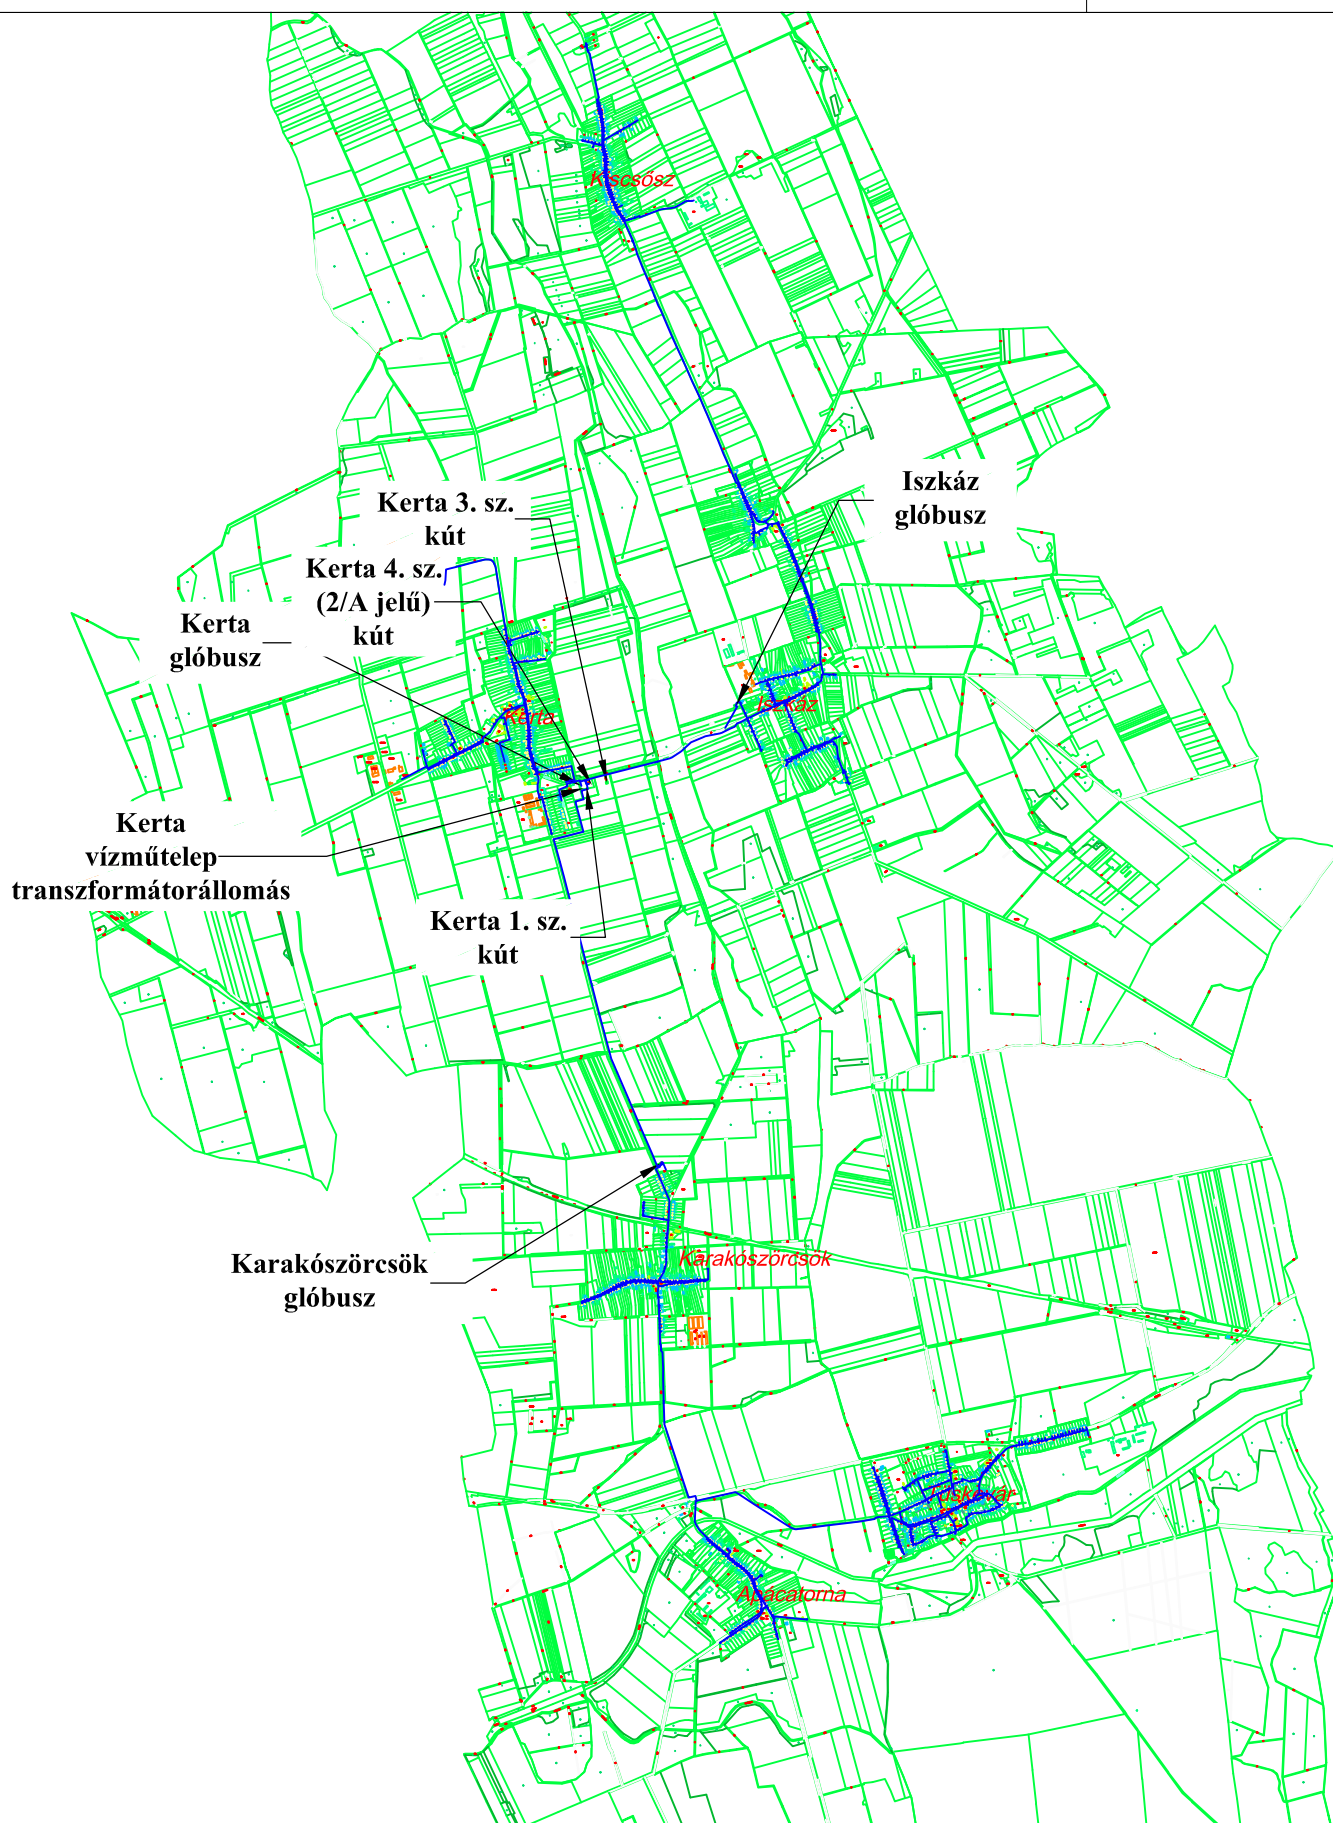 Kiscsősz
Iszkáz
glóbusz
Kerta 3. sz.
kút
Kerta 4. sz.
(2/A jelű)
kút
Kerta
glóbusz
Iszkáz
Kerta
Kerta
vízműtelep
transzformátorállomás
Kerta 1. sz.
kút
Karakószörcsök
glóbusz
Karakószörcsök
Tüskevár
Apácatorna